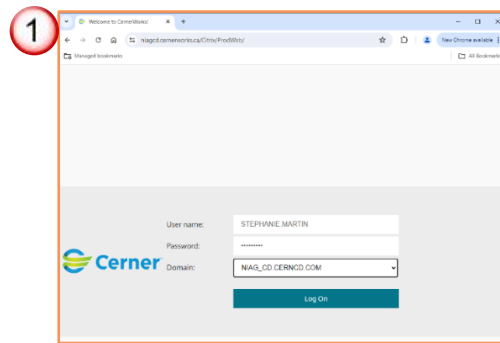 1
Welcome to CernerWorks!
niagcd.cernerworks.ca/Citrix/ProdWeb/
New Chrome available
Managed bookmarks
All Bookmarks
User name:
STEPHANIE.MARTIN
Password:
Cerner
Domain:
NIAG_CD.CERNCD.COM
Log On